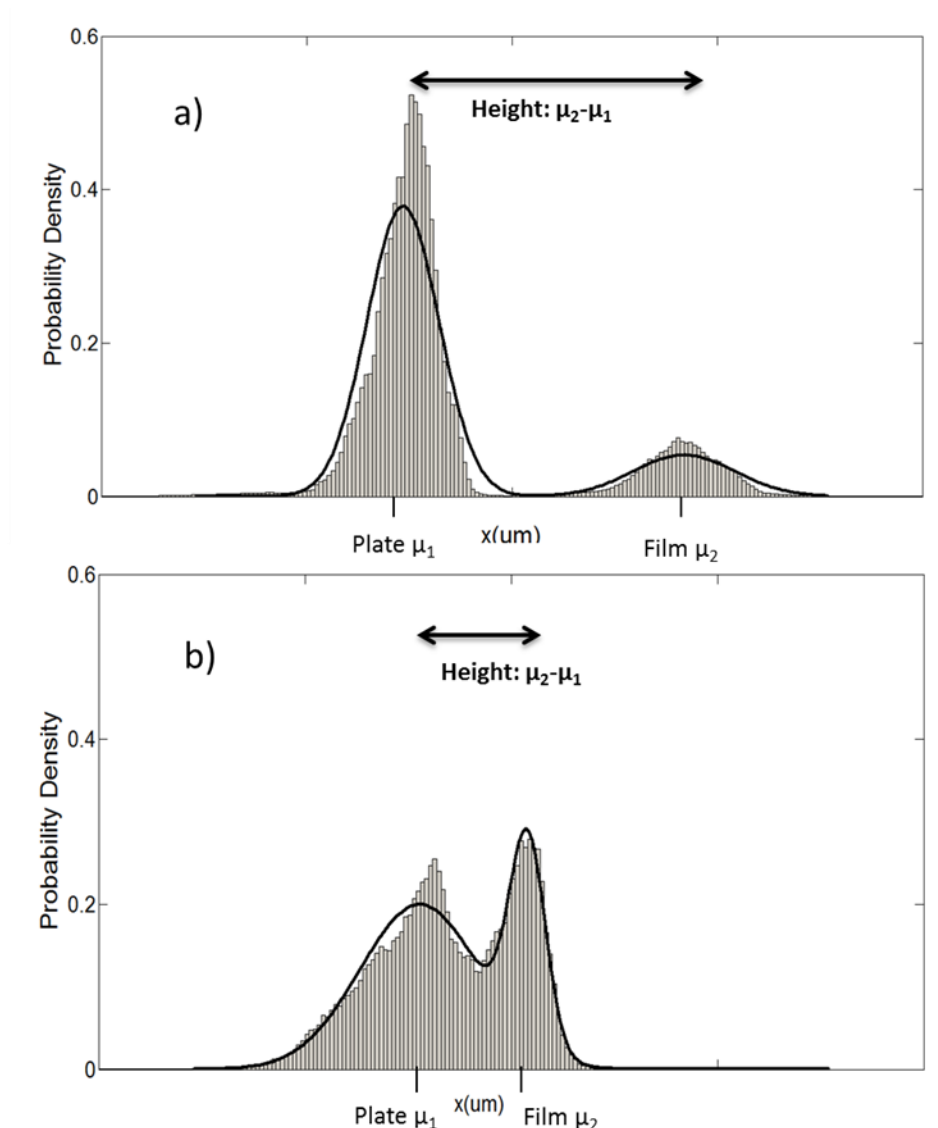 0.6
a)
Height: μ₂-μ₁
Probability Density
0.4
0.2
0
Plate μ₁
x(um)
Film μ₂
0.6
b)
Height: μ₂-μ₁
Probability Density
0.4
0.2
0
Plate μ₁
x(um)
Film μ₂